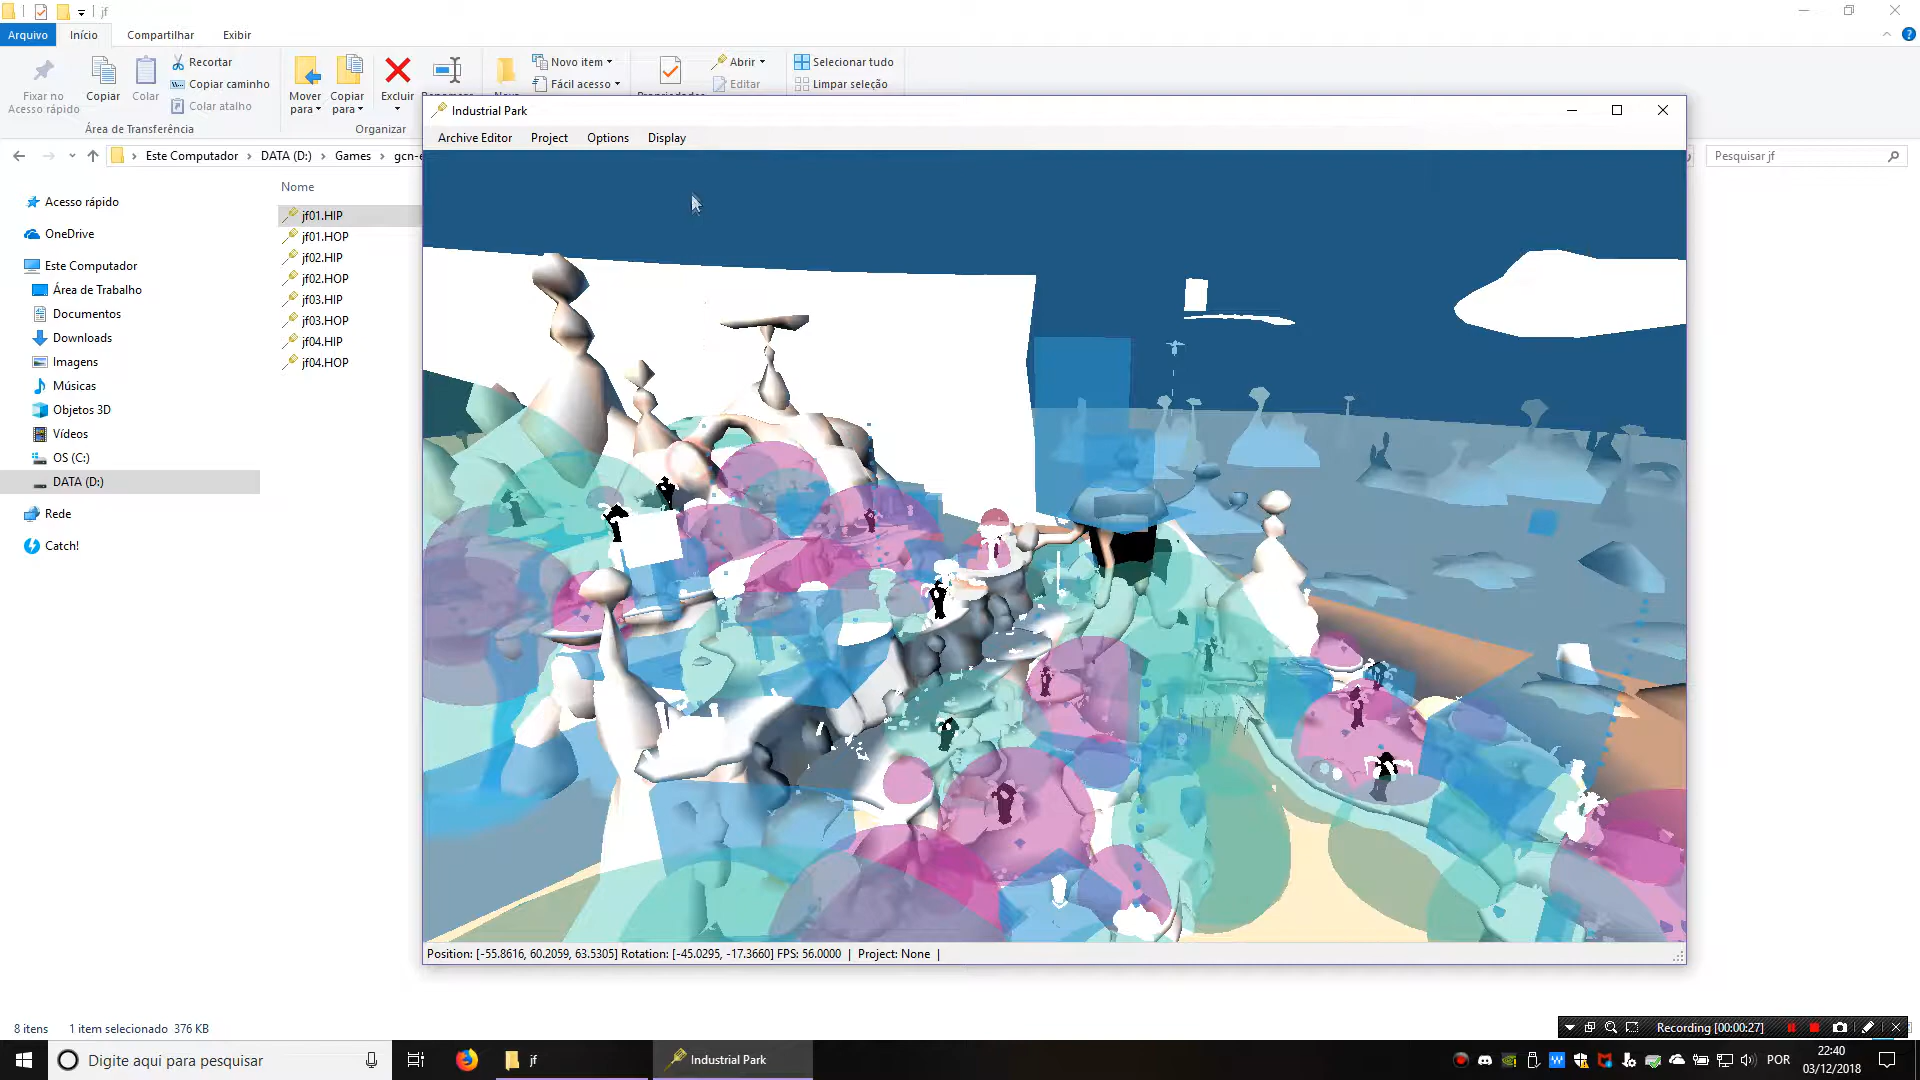 jf
Arquivo Início Compartilhar Exibir
Recortar
Copiar caminho
Colar atalho
Fixar no
Acesso rápido
Copiar
Colar
Área de Transferência
Mover
para
Copiar
para
Excluir
Organizar
Novo item
Fácil acesso
Abrir
Editar
Selecionar tudo
Limpar seleção
Este Computador DATA (D:) Games gcn-e
Pesquisar jf
Acesso rápido
OneDrive
Este Computador
Área de Trabalho
Documentos
Downloads
Imagens
Músicas
Objetos 3D
Vídeos
OS (C:)
DATA (D:)
Rede
Catch!
Nome
jf01.HIP
jf01.HOP
jf02.HIP
jf02.HOP
jf03.HIP
jf03.HOP
jf04.HIP
jf04.HOP
Industrial Park
Archive Editor Project Options Display
Position: [-55.8616, 60.2059, 63.5305] Rotation: [-45.0295, -17.3660] FPS: 56.0000 | Project: None |
8 itens 1 item selecionado 376 KB
Recording [00:00:27]
Digite aqui para pesquisar
jf
Industrial Park
POR
22:40
03/12/2018